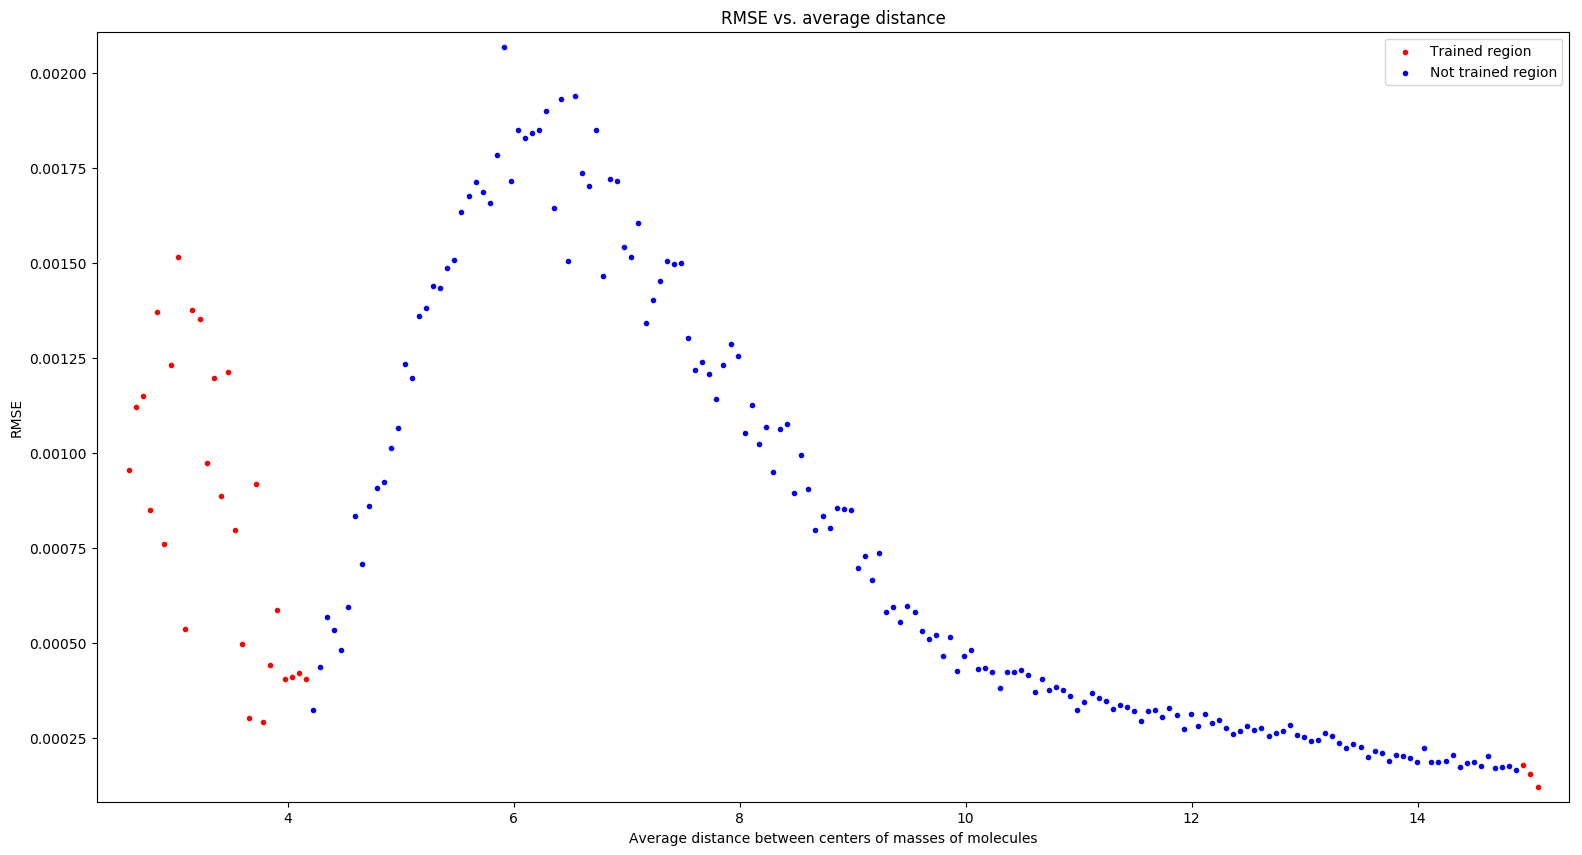 RMSE vs. average distance
Trained region
Not trained region
0.00200
0.00175
0.00150
0.00125
0.00100
0.00075
0.00050
0.00025
RMSE
4 6 8 10 12 14
Average distance between centers of masses of molecules